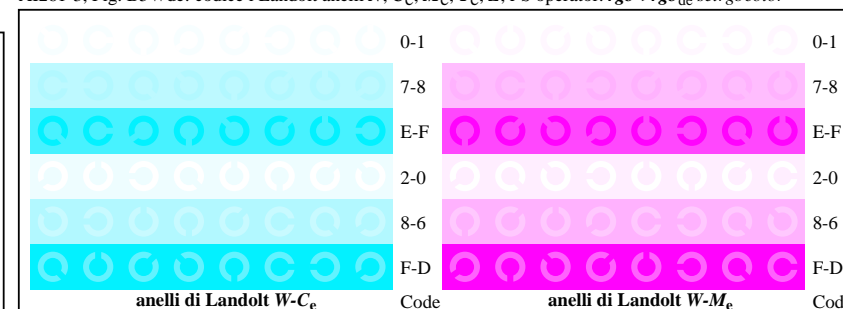 0-1 0-1
7-8 7-8
E-F E-F
2-0 2-0
8-6 8-6
F-D F-D
anelli di Landolt W-Ce Code anelli di Landolt W-Me